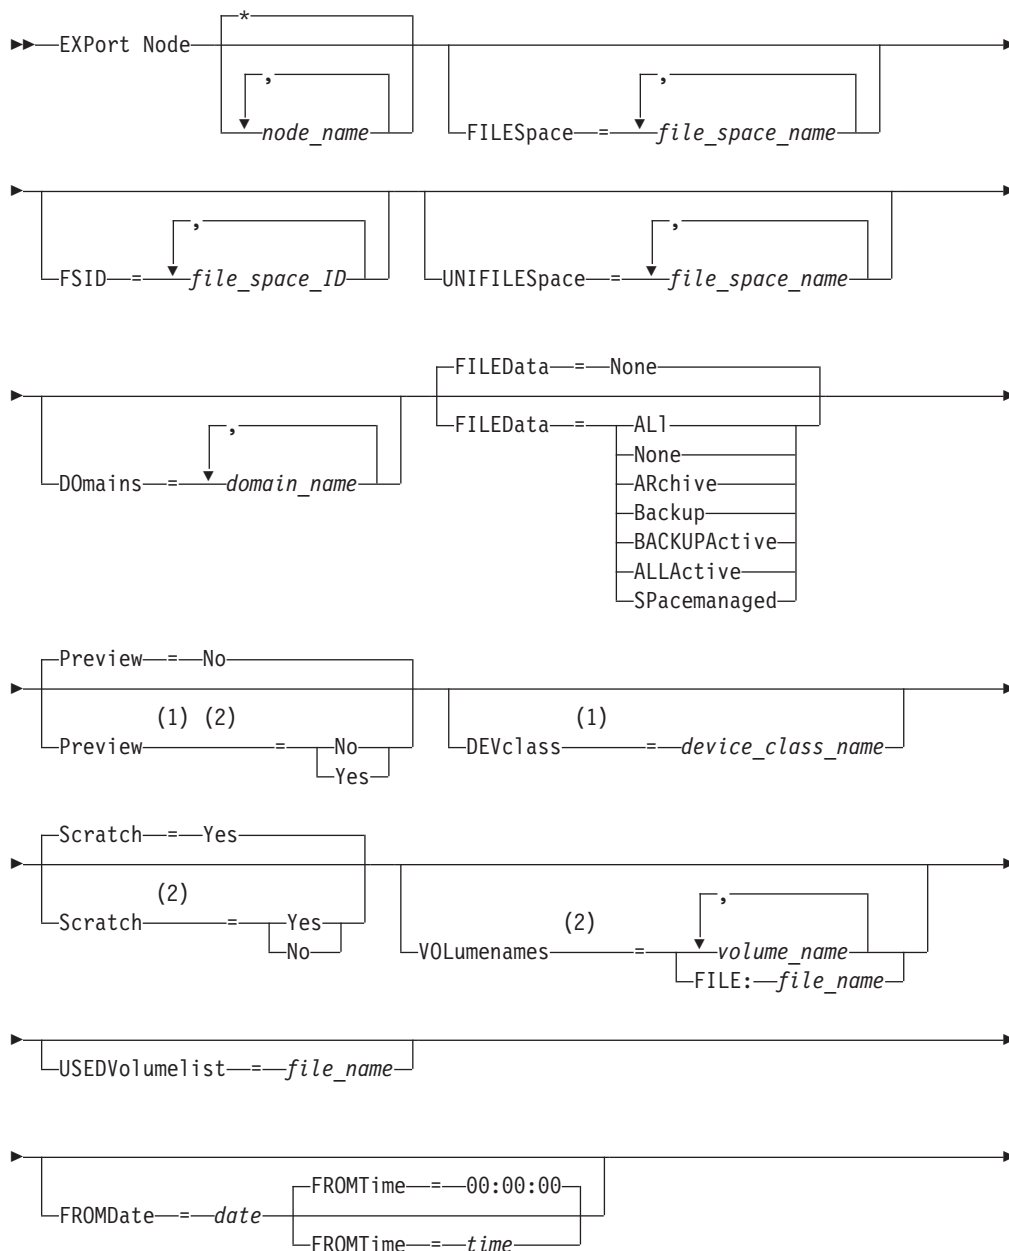 *
EXPort Node
,
node_name
,
FILESpace = file_space_name
,
FSID = file_space_ID
,
UNIFILESpace = file_space_name
,
DOmains = domain_name
FILEData = None
FILEData = ALl
None
ARchive
Backup
BACKUPActive
ALLActive
SPacemanaged
Preview = No
(1) (2)
Preview = No
Yes
(1)
DEVclass = device_class_name
Scratch = Yes
(2)
Scratch = Yes
No
,
(2)
VOLumenames = volume_name
FILE: file_name
USEDVolumelist = file_name
FROMTime = 00:00:00
FROMDate = date
FROMTime = time